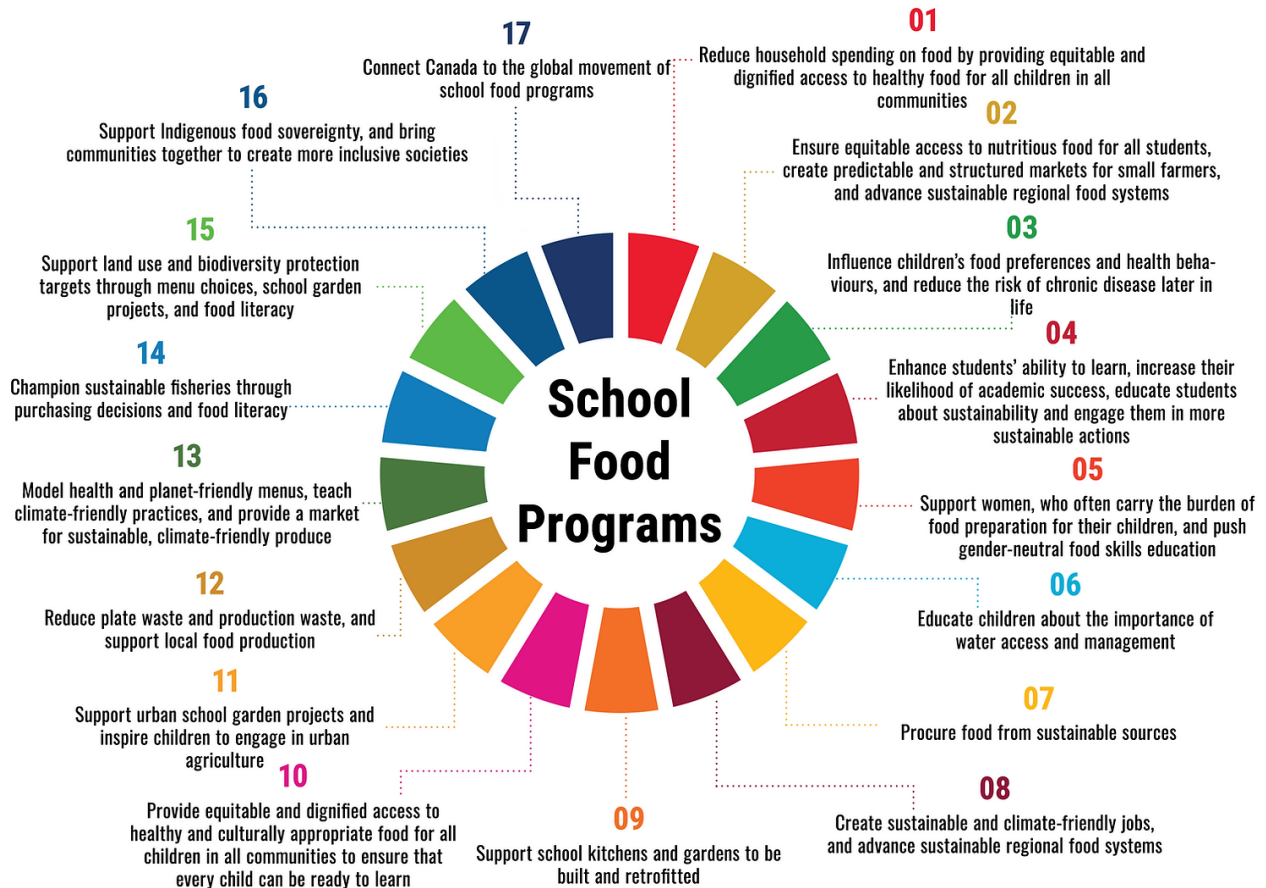 17
Connect Canada to the global movement of
school food programs
01
Reduce household spending on food by providing equitable and
dignified access to healthy food for all children in all
communities
02
Ensure equitable access to nutritious food for all students,
create predictable and structured markets for small farmers,
and advance sustainable regional food systems
03
Influence children's food preferences and health beha-
viours, and reduce the risk of chronic disease later in
life
04
Enhance students' ability to learn, increase their
likelihood of academic success, educate students
about sustainability and engage them in more
sustainable actions
05
Support women, who often carry the burden of
food preparation for their children, and push
gender-neutral food skills education
06
Educate children about the importance of
water access and management
07
Procure food from sustainable sources
08
Create sustainable and climate-friendly jobs,
and advance sustainable regional food systems
09
Support school kitchens and gardens to be
built and retrofitted
10
Provide equitable and dignified access to
healthy and culturally appropriate food for all
children in all communities to ensure that
every child can be ready to learn
11
Support urban school garden projects and
inspire children to engage in urban
agriculture
12
Reduce plate waste and production waste, and
support local food production
13
Model health and planet-friendly menus, teach
climate-friendly practices, and provide a market
for sustainable, climate-friendly produce
14
Champion sustainable fisheries through
purchasing decisions and food literacy
15
Support land use and biodiversity protection
targets through menu choices, school garden
projects, and food literacy
16
Support Indigenous food sovereignty, and bring
communities together to create more inclusive societies
School
Food
Programs